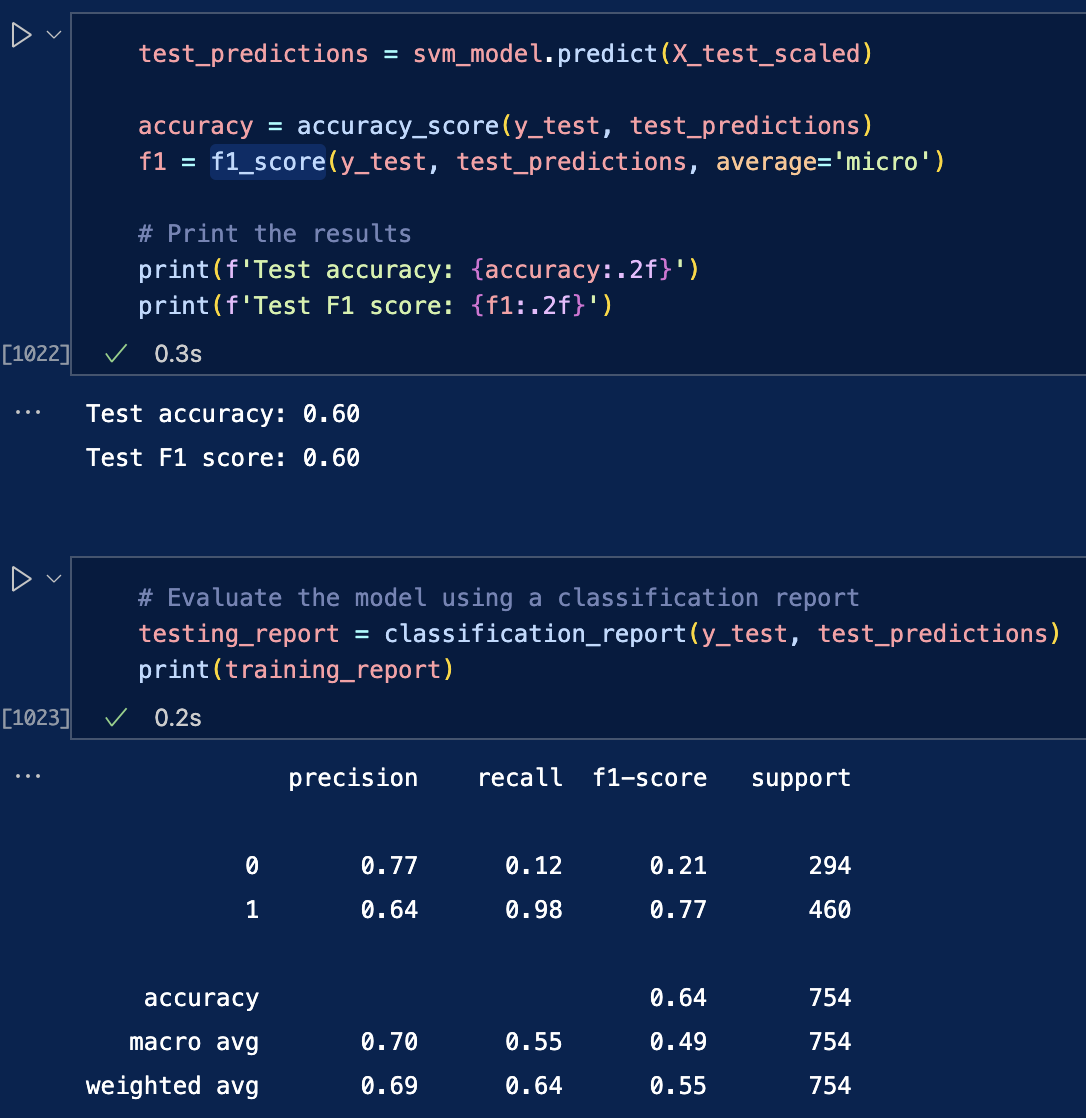 test_predictions = svm_model.predict(X_test_scaled)
accuracy = accuracy_score(y_test, test_predictions)
f1 = f1_score(y_test, test_predictions, average='micro')
# Print the results
print(f'Test accuracy: {accuracy:.2f}')
print(f'Test F1 score: {f1:.2f}')
[1022] ✓ 0.3s
... Test accuracy: 0.60
Test F1 score: 0.60
# Evaluate the model using a classification report
testing_report = classification_report(y_test, test_predictions)
print(training_report)
[1023] ✓ 0.2s
... precision recall f1-score support
0 0.77 0.12 0.21 294
1 0.64 0.98 0.77 460
accuracy 0.64 754
macro avg 0.70 0.55 0.49 754
weighted avg 0.69 0.64 0.55 754